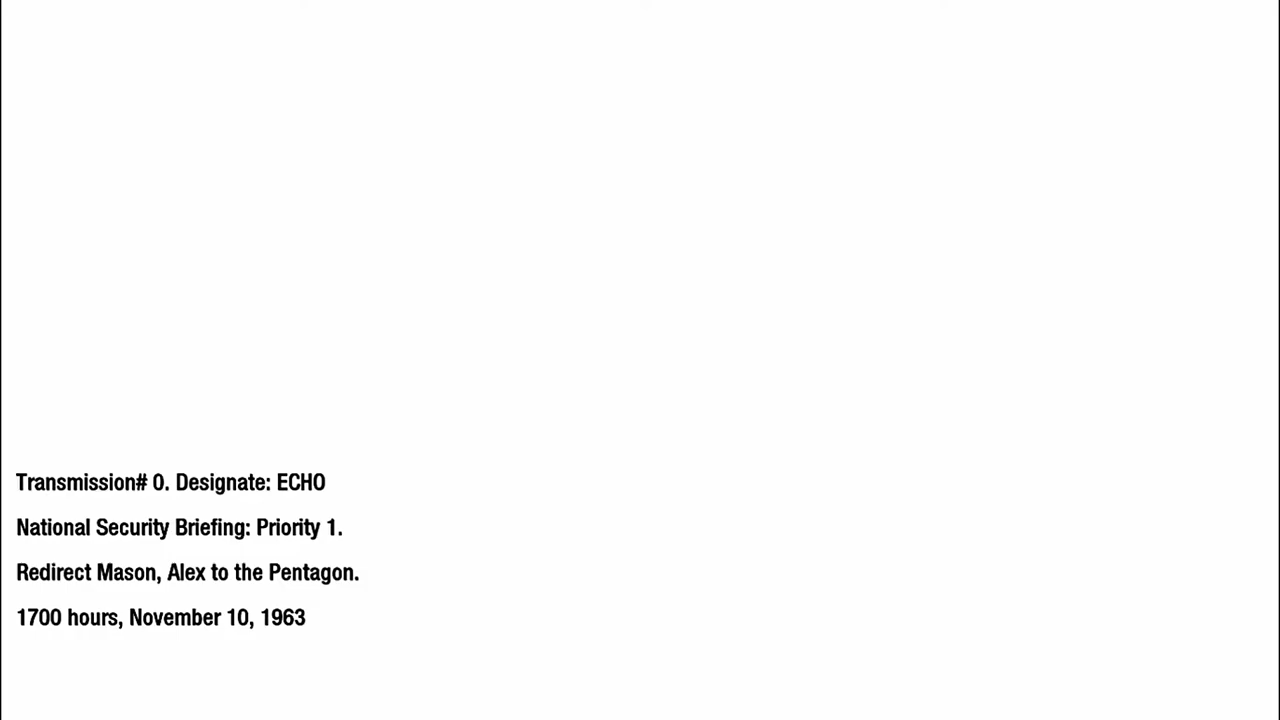 Transmission# 0. Designate: ECHO
National Security Briefing: Priority 1.
Redirect Mason, Alex to the Pentagon.
1700 hours, November 10, 1963